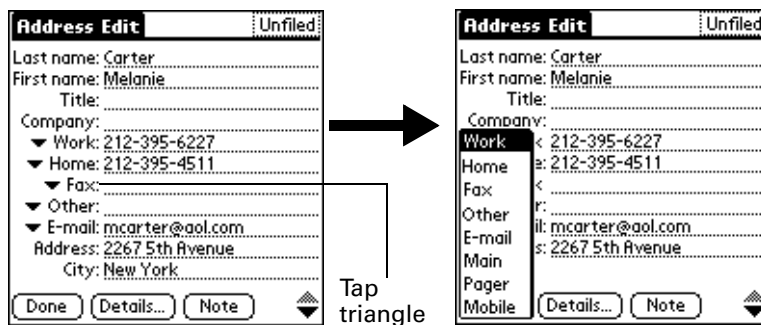 Address Edit Unfiled
Last name: Carter
First name: Melanie
Title:
Company:
Work: 212-395-6227
Home: 212-395-4511
Fax:
Other:
E-mail: mcarter@aol.com
Address: 2267 5th Avenue
City: New York
Done Details... Note
Tap
triangle
Address Edit Unfiled
Last name: Carter
First name: Melanie
Title:
Company:
Work k 212-395-6227
Home e: 212-395-4511
Fax
Other r:
E-mail il: mcarter@aol.com
Main s: 2267 5th Avenue
Pager
Mobile Details... Note